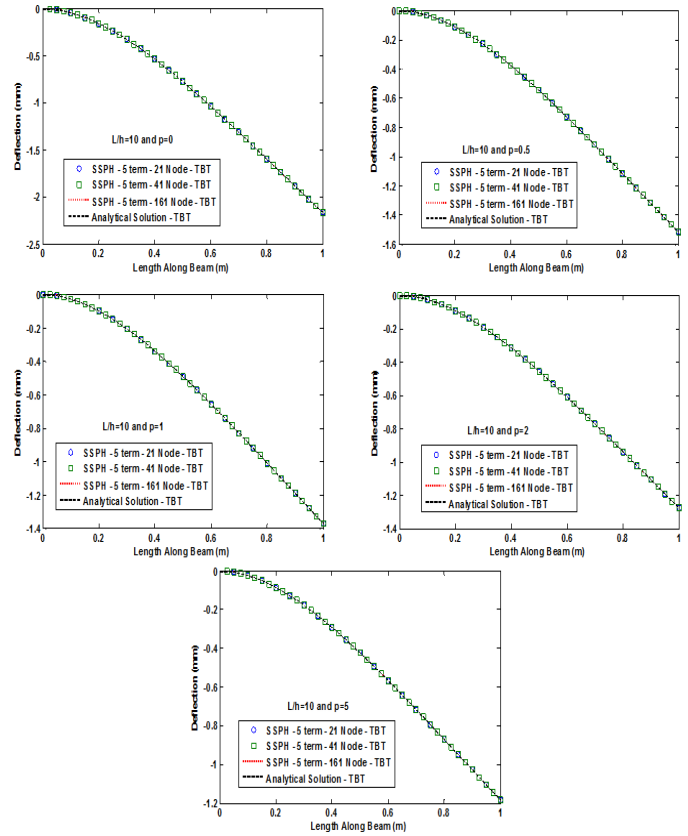 0
-0.5
-1
-1.5
-2
-2.5
Deflection (mm)
L/h=10 and p=0
SSPH - 5 term - 21 Node - TBT
SSPH - 5 term - 41 Node - TBT
SSPH - 5 term - 161 Node - TBT
Analytical Solution - TBT
0 0.2 0.4 0.6 0.8 1
Length Along Beam (m)
0
-0.2
-0.4
-0.6
-0.8
-1
-1.2
-1.4
-1.6
Deflection (mm)
L/h=10 and p=0.5
SSPH - 5 term - 21 Node - TBT
SSPH - 5 term - 41 Node - TBT
SSPH - 5 term - 161 Node - TBT
Analytical Solution - TBT
0 0.2 0.4 0.6 0.8 1
Length Along Beam (m)
0
-0.2
-0.4
-0.6
-0.8
-1
-1.2
-1.4
Deflection (mm)
L/h=10 and p=1
SSPH - 5 term - 21 Node - TBT
SSPH - 5 term - 41 Node - TBT
SSPH - 5 term - 161 Node - TBT
Analytical Solution - TBT
0 0.2 0.4 0.6 0.8 1
Length Along Beam (m)
0
-0.2
-0.4
-0.6
-0.8
-1
-1.2
-1.4
Deflection (mm)
L/h=10 and p=2
SSPH - 5 term - 21 Node - TBT
SSPH - 5 term - 41 Node - TBT
SSPH - 5 term - 161 Node - TBT
Analytical Solution - TBT
0 0.2 0.4 0.6 0.8 1
Length Along Beam (m)
0
-0.2
-0.4
-0.6
-0.8
-1
-1.2
Deflection (mm)
L/h=10 and p=5
SSPH - 5 term - 21 Node - TBT
SSPH - 5 term - 41 Node - TBT
SSPH - 5 term - 161 Node - TBT
Analytical Solution - TBT
0 0.2 0.4 0.6 0.8 1
Length Along Beam (m)